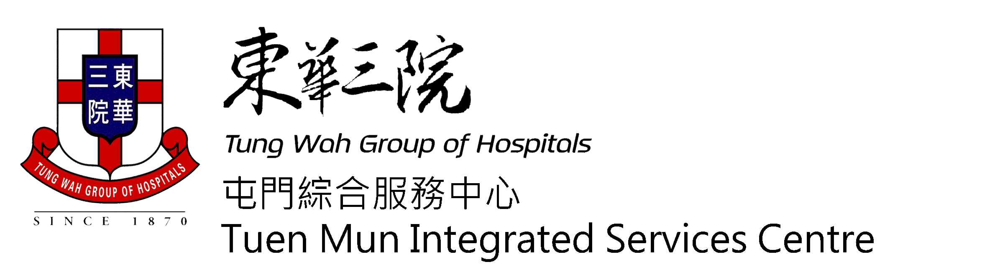 東華
三院
TUNG WAH GROUP OF HOSPITALS
SINCE 1870
東華三院
Tung Wah Group of Hospitals
屯門綜合服務中心
Tuen Mun Integrated Services Centre